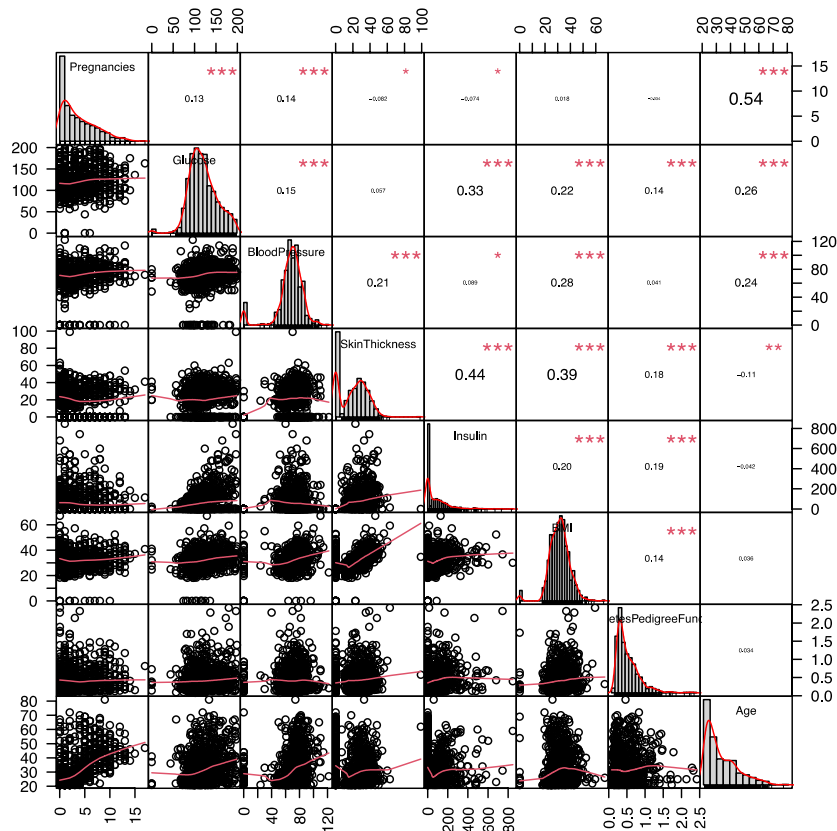 0 50 100 150 200 0 20 40 60 80 100 0 20 40 60 20 30 40 50 60 70 80
Pregnancies *** *** * * ***
0.13 0.14 -0.082 -0.074 0.018 0.54
15
10
5
0
200
150
100
50
0
Glucose *** *** *** *** ***
0.15 0.057 0.33 0.22 0.14 0.26
BloodPressure *** * *** ***
0.21 0.089 0.28 0.041 0.24
120
80
40
0
100
80
60
40
20
0
SkinThickness *** *** *** **
0.44 0.39 0.18 -0.11
Insulin *** ***
0.20 0.19 -0.042
800
600
400
200
0
60
40
20
0
BMI ***
0.14 0.036
etesPedigreeFunc
0.034
2.5
2.0
1.5
1.0
0.5
0.0
80
70
60
50
40
30
20
Age
0 5 10 15 0 40 80 120 0 200 400 600 800 0.0 0.5 1.0 1.5 2.0 2.5